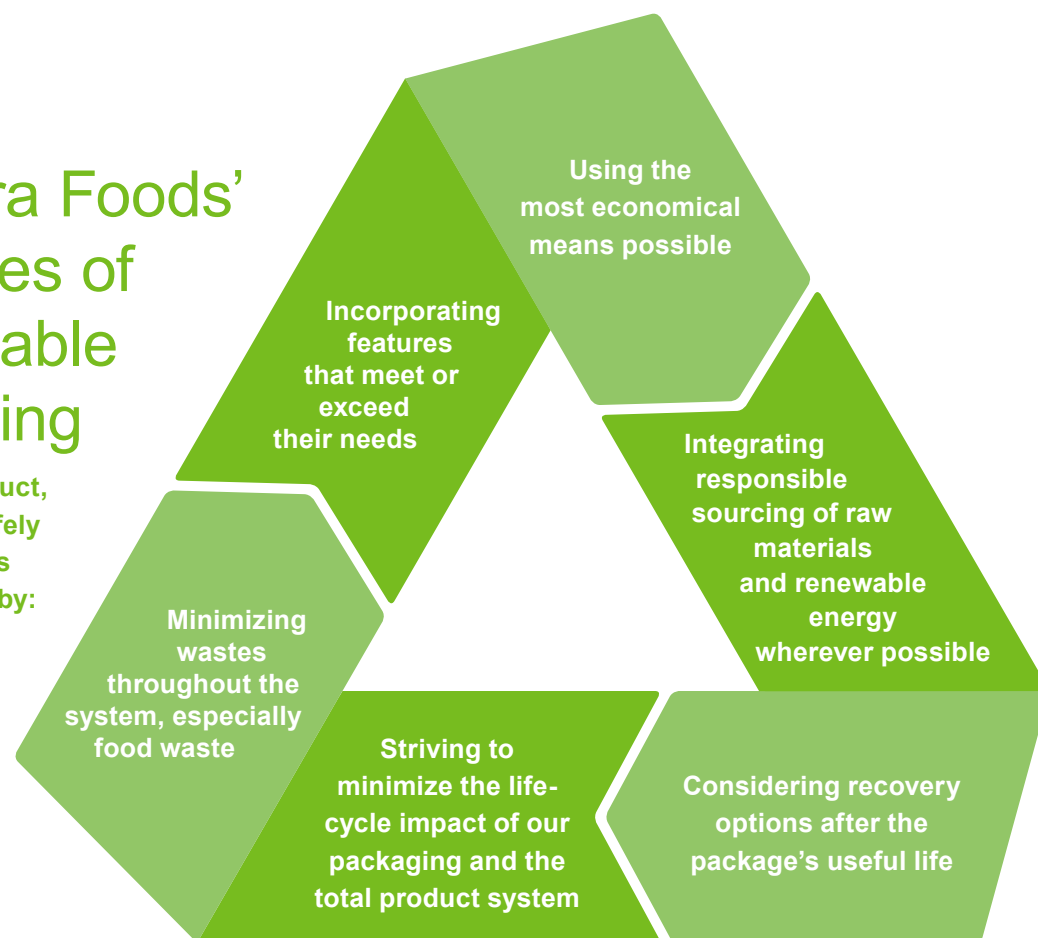 ra Foods'
es of
able
ing
uct,
fely
s
by:
Incorporating
features
that meet or
exceed
their needs
Using the
most economical
means possible
Integrating
responsible
sourcing of raw
materials
and renewable
energy
wherever possible
Considering recovery
options after the
package's useful life
Striving to
minimize the life-
cycle impact of our
packaging and the
total product system
Minimizing
wastes
throughout the
system, especially
food waste